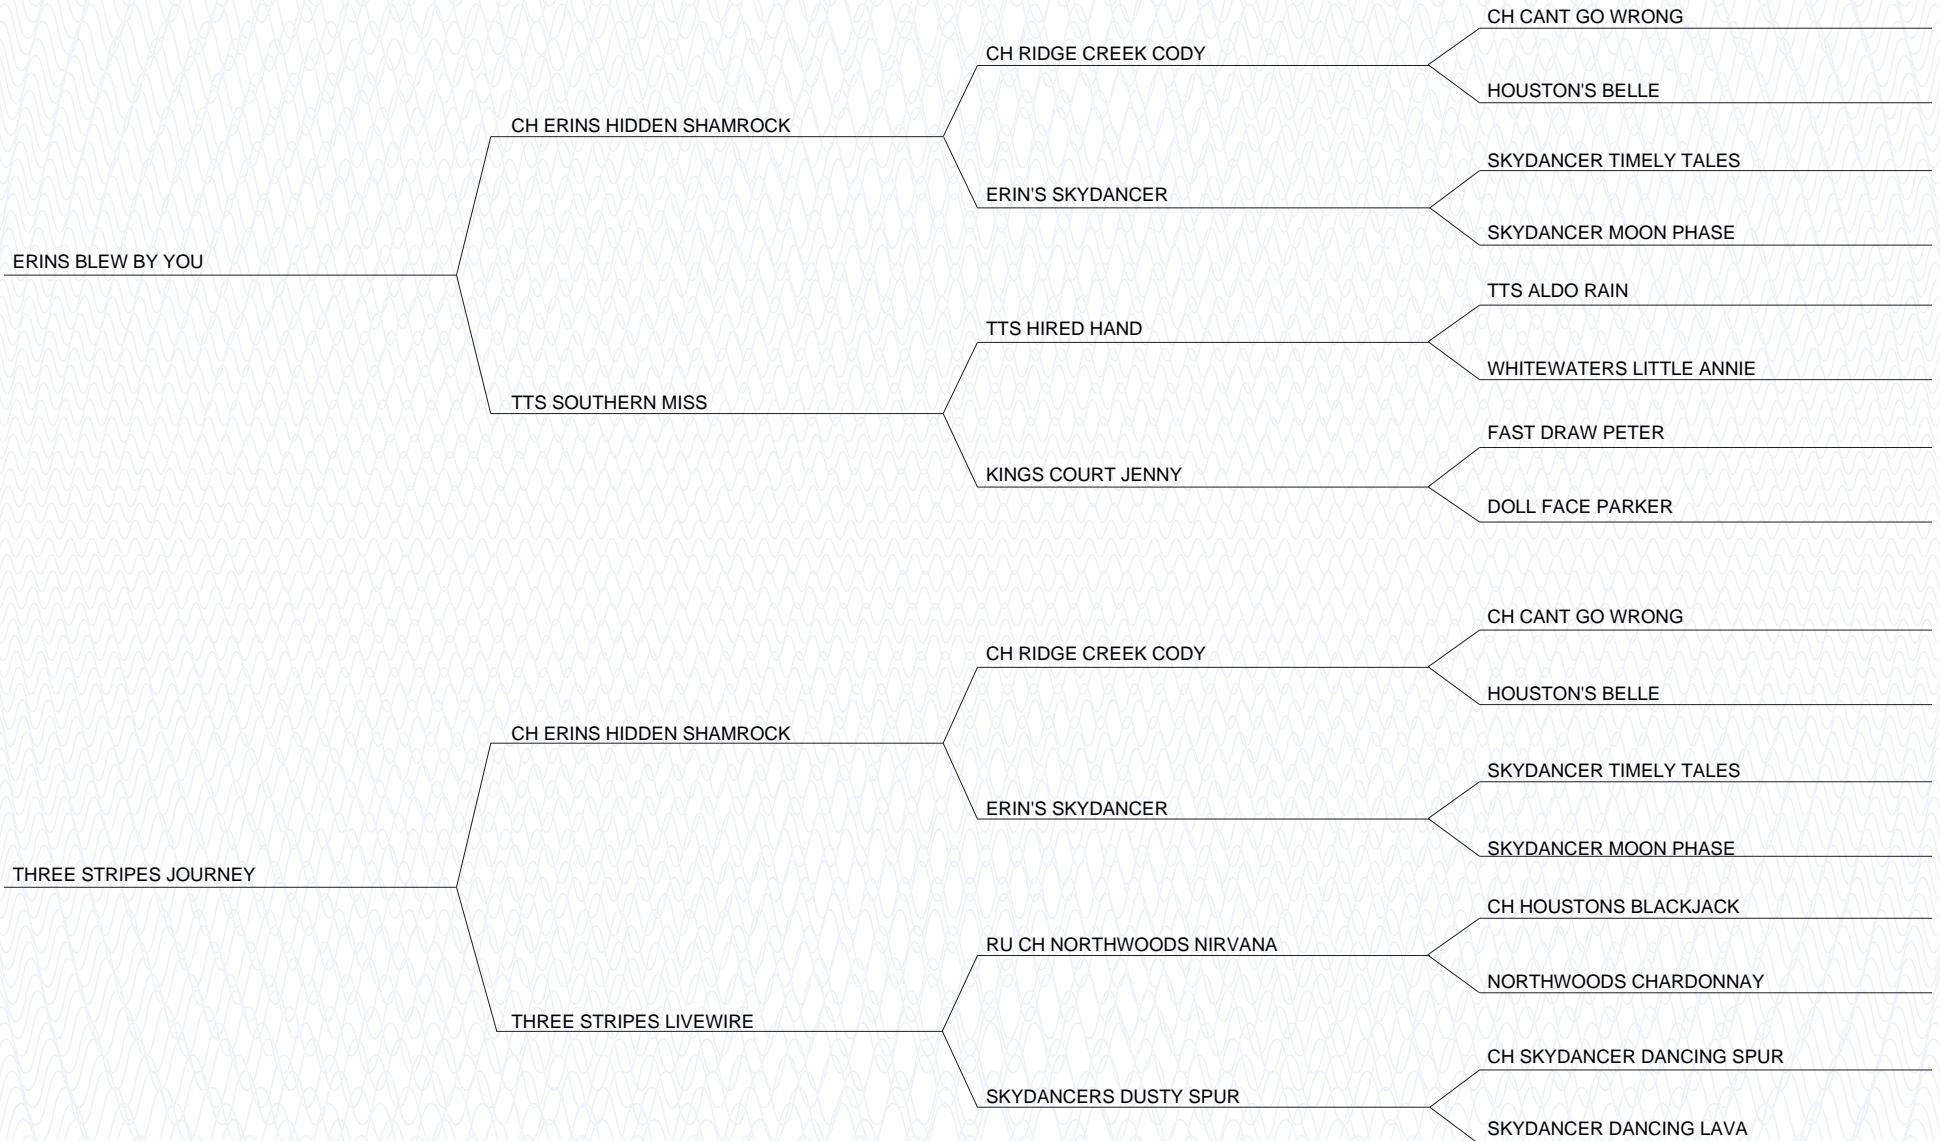 CH CANT GO WRONG
CH RIDGE CREEK CODY
HOUSTON'S BELLE
CH ERINS HIDDEN SHAMROCK
SKYDANCER TIMELY TALES
ERIN'S SKYDANCER
SKYDANCER MOON PHASE
ERINS BLEW BY YOU
TTS ALDO RAIN
TTS HIRED HAND
WHITEWATERS LITTLE ANNIE
TTS SOUTHERN MISS
FAST DRAW PETER
KINGS COURT JENNY
DOLL FACE PARKER
CH CANT GO WRONG
CH RIDGE CREEK CODY
HOUSTON'S BELLE
CH ERINS HIDDEN SHAMROCK
SKYDANCER TIMELY TALES
ERIN'S SKYDANCER
SKYDANCER MOON PHASE
THREE STRIPES JOURNEY
CH HOUSTONS BLACKJACK
RU CH NORTHWOODS NIRVANA
NORTHWOODS CHARDONNAY
THREE STRIPES LIVEWIRE
CH SKYDANCER DANCING SPUR
SKYDANCERS DUSTY SPUR
SKYDANCER DANCING LAVA